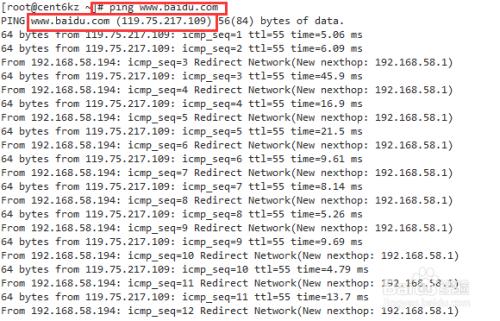 [root@cent6kz ~]# ping www.baidu.com
PING www.baidu.com (119.75.217.109) 56(84) bytes of data.
64 bytes from 119.75.217.109: icmp_seq=1 ttl=55 time=5.06 ms
64 bytes from 119.75.217.109: icmp_seq=2 ttl=55 time=6.09 ms
From 192.168.58.194: icmp_seq=3 Redirect Network(New nexthop: 192.168.58.1)
64 bytes from 119.75.217.109: icmp_seq=3 ttl=55 time=45.9 ms
From 192.168.58.194: icmp_seq=4 Redirect Network(New nexthop: 192.168.58.1)
64 bytes from 119.75.217.109: icmp_seq=4 ttl=55 time=16.9 ms
From 192.168.58.194: icmp_seq=5 Redirect Network(New nexthop: 192.168.58.1)
64 bytes from 119.75.217.109: icmp_seq=5 ttl=55 time=21.5 ms
From 192.168.58.194: icmp_seq=6 Redirect Network(New nexthop: 192.168.58.1)
64 bytes from 119.75.217.109: icmp_seq=6 ttl=55 time=9.61 ms
From 192.168.58.194: icmp_seq=7 Redirect Network(New nexthop: 192.168.58.1)
64 bytes from 119.75.217.109: icmp_seq=7 ttl=55 time=8.14 ms
From 192.168.58.194: icmp_seq=8 Redirect Network(New nexthop: 192.168.58.1)
64 bytes from 119.75.217.109: icmp_seq=8 ttl=55 time=5.26 ms
From 192.168.58.194: icmp_seq=9 Redirect Network(New nexthop: 192.168.58.1)
64 bytes from 119.75.217.109: icmp_seq=9 ttl=55 time=9.69 ms
From 192.168.58.194: icmp_seq=10 Redirect Network(New nexthop: 192.168.58.1)
64 bytes from 119.75.217.109: icmp_seq=10 ttl=55 time=4.79 ms
From 192.168.58.194: icmp_seq=11 Redirect Network(New nexthop: 192.168.58.1)
64 bytes from 119.75.217.109: icmp_seq=11 ttl=55 time=13.7 ms
From 192.168.58.194: icmp_seq=12 Redirect Network(New nexthop: 192.168.58.1)